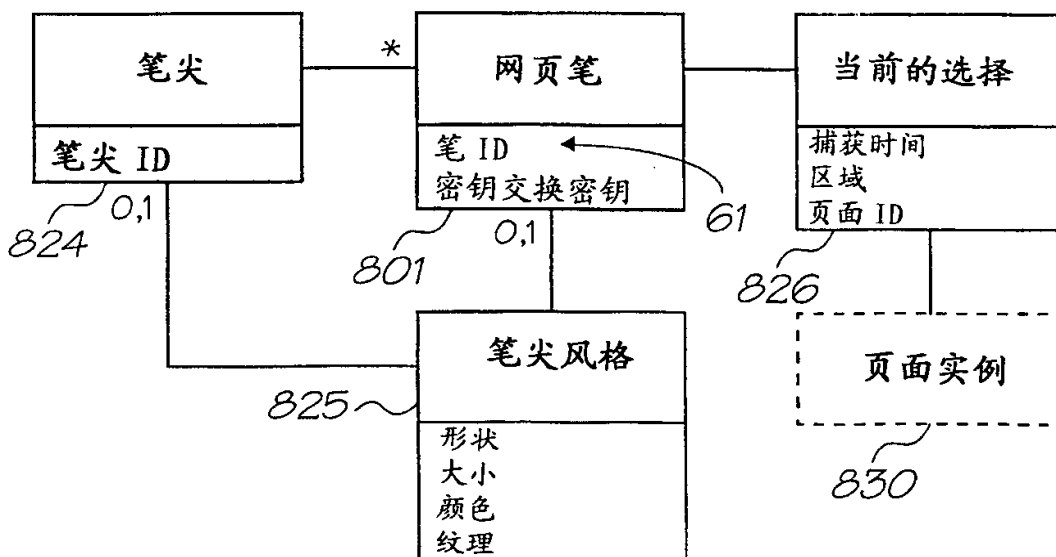 笔尖
*
网页笔
当前的选择
笔尖 ID
笔 ID
密钥交换密钥
捕获时间
区域
页面 ID
0,1
824
801
0,1
61
826
笔尖风格
825
页面实例
830
形状
大小
颜色
纹理